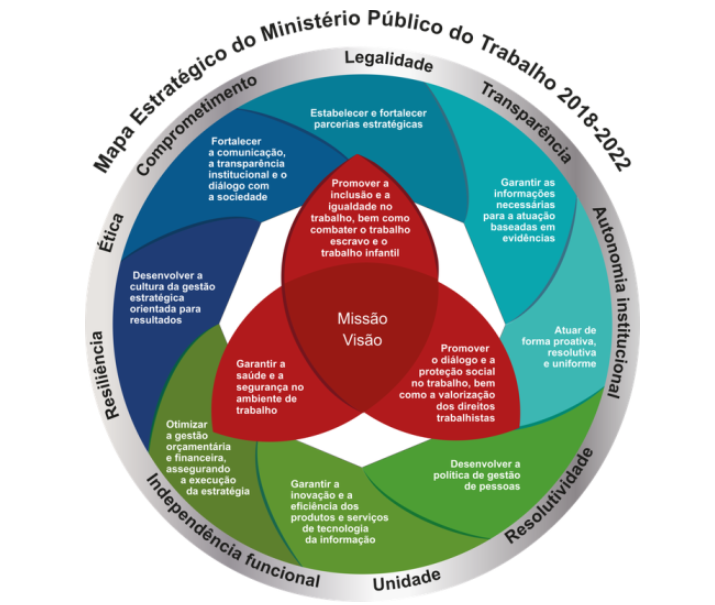 Mapa Estratégico do Ministério Público do Trabalho 2018-2022
Legalidade
Transparência
Autonomia institucional
Resolutividade
Unidade
Independência funcional
Resiliência
Ética
Comprometimento
Estabelecer e fortalecer
parcerias estratégicas
Garantir as
informações
necessárias
para a atuação
baseadas em
evidências
Atuar de
forma proativa,
resolutiva
e uniforme
Desenvolver a
política de gestão
de pessoas
Garantir a
inovação e a
eficiência dos
produtos e serviços
de tecnologia
da informação
Otimizar
a gestão
orçamentária
e financeira,
assegurando
a execução
da estratégia
Desenvolver a
cultura da gestão
estratégica
orientada para
resultados
Fortalecer
a comunicação,
a transparência
institucional e o
diálogo com
a sociedade
Promover a
inclusão e a
igualdade no
trabalho, bem como
combater o trabalho
escravo e o
trabalho infantil
Missão
Visão
Garantir a
saúde e a
segurança no
ambiente de
trabalho
Promover
o diálogo e a
proteção social
no trabalho, bem
como a valorização
dos direitos
trabalhistas